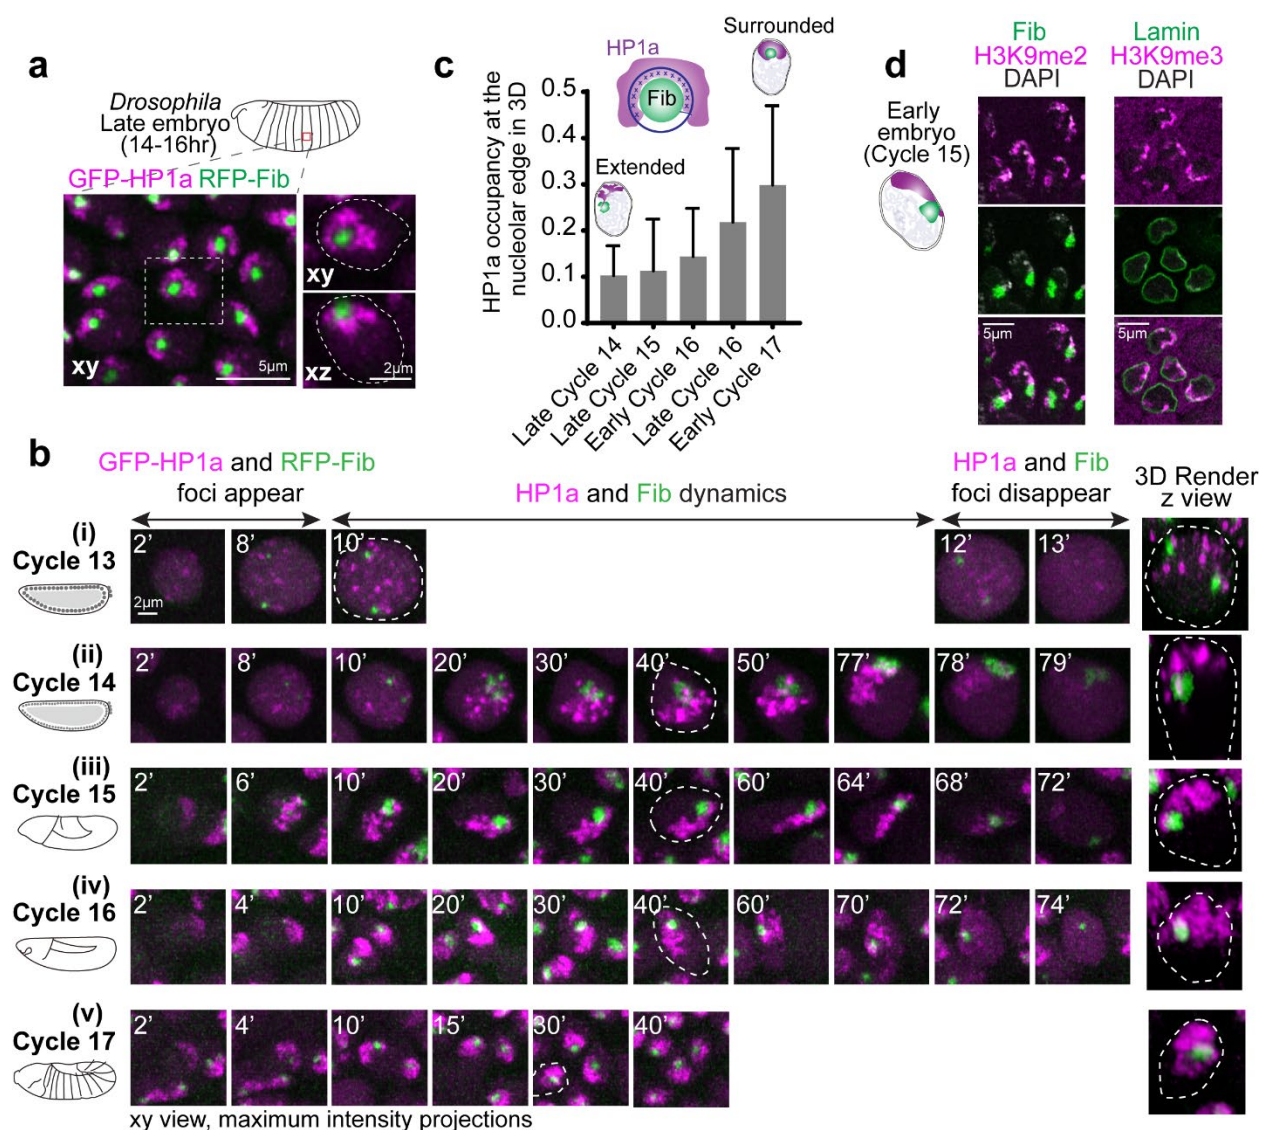 a
Drosophila
Late embryo
(14-16hr)
GFP-HP1a RFP-Fib
xy
5µm
xy
xz
2µm
c
HP1a occupancy at the
nucleolar edge in 3D
0.5
0.4
0.3
0.2
0.1
0.0
HP1a
Fib
Surrounded
Extended
Late Cycle 14
Late Cycle 15
Early Cycle 16
Late Cycle 16
Early Cycle 17
d
Early
embryo
(Cycle 15)
Fib
H3K9me2
DAPI
5µm
Lamin
H3K9me3
DAPI
5µm
b
GFP-HP1a and RFP-Fib
foci appear
HP1a and Fib dynamics
HP1a and Fib
foci disappear
3D Render
z view
(i)
Cycle 13
2’ 8’ 10’ 12’ 13’
2µm
(ii)
Cycle 14
2’ 8’ 10’ 20’ 30’ 40’ 50’ 77’ 78’ 79’
(iii)
Cycle 15
2’ 6’ 10’ 20’ 30’ 40’ 60’ 64’ 68’ 72’
(iv)
Cycle 16
2’ 4’ 10’ 20’ 30’ 40’ 60’ 70’ 72’ 74’
(v)
Cycle 17
2’ 4’ 10’ 15’ 30’ 40’
xy view, maximum intensity projections